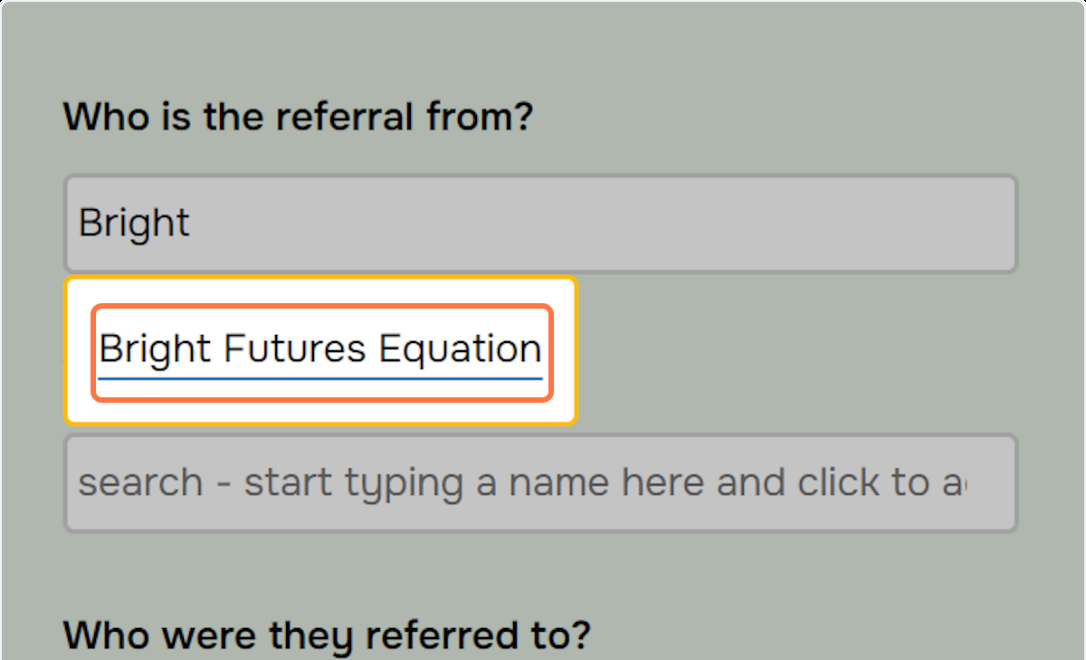 Who is the referral from?
Bright
Bright Futures Equation
search - start typing a name here and click to
Who were they referred to?